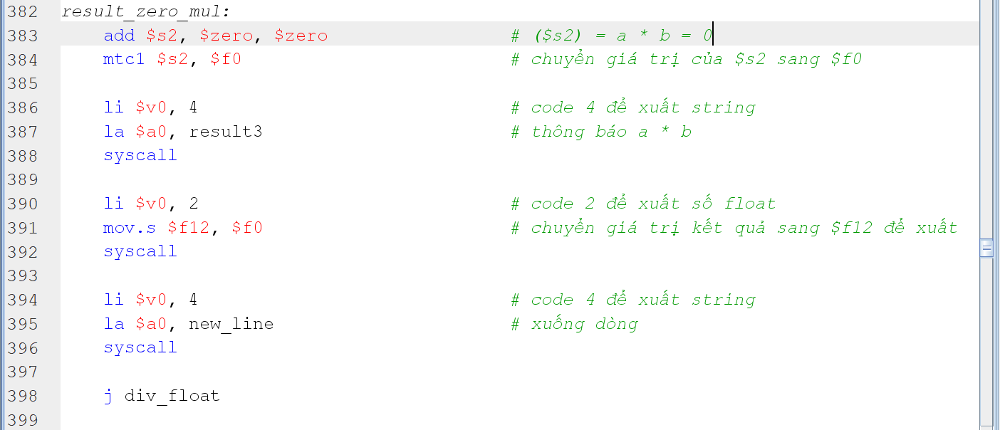 382 result_zero_mul:
383 add $s2, $zero, $zero # ($s2) = a * b = 0
384 mtc1 $s2, $f0 # chuyển giá trị của $s2 sang $f0
385
386 li $v0, 4 # code 4 để xuất string
387 la $a0, result3 # thông báo a * b
388 syscall
389
390 li $v0, 2 # code 2 để xuất số float
391 mov.s $f12, $f0 # chuyển giá trị kết quả sang $f12 để xuất
392 syscall
393
394 li $v0, 4 # code 4 để xuất string
395 la $a0, new_line # xuống dòng
396 syscall
397
398 j div_float
399